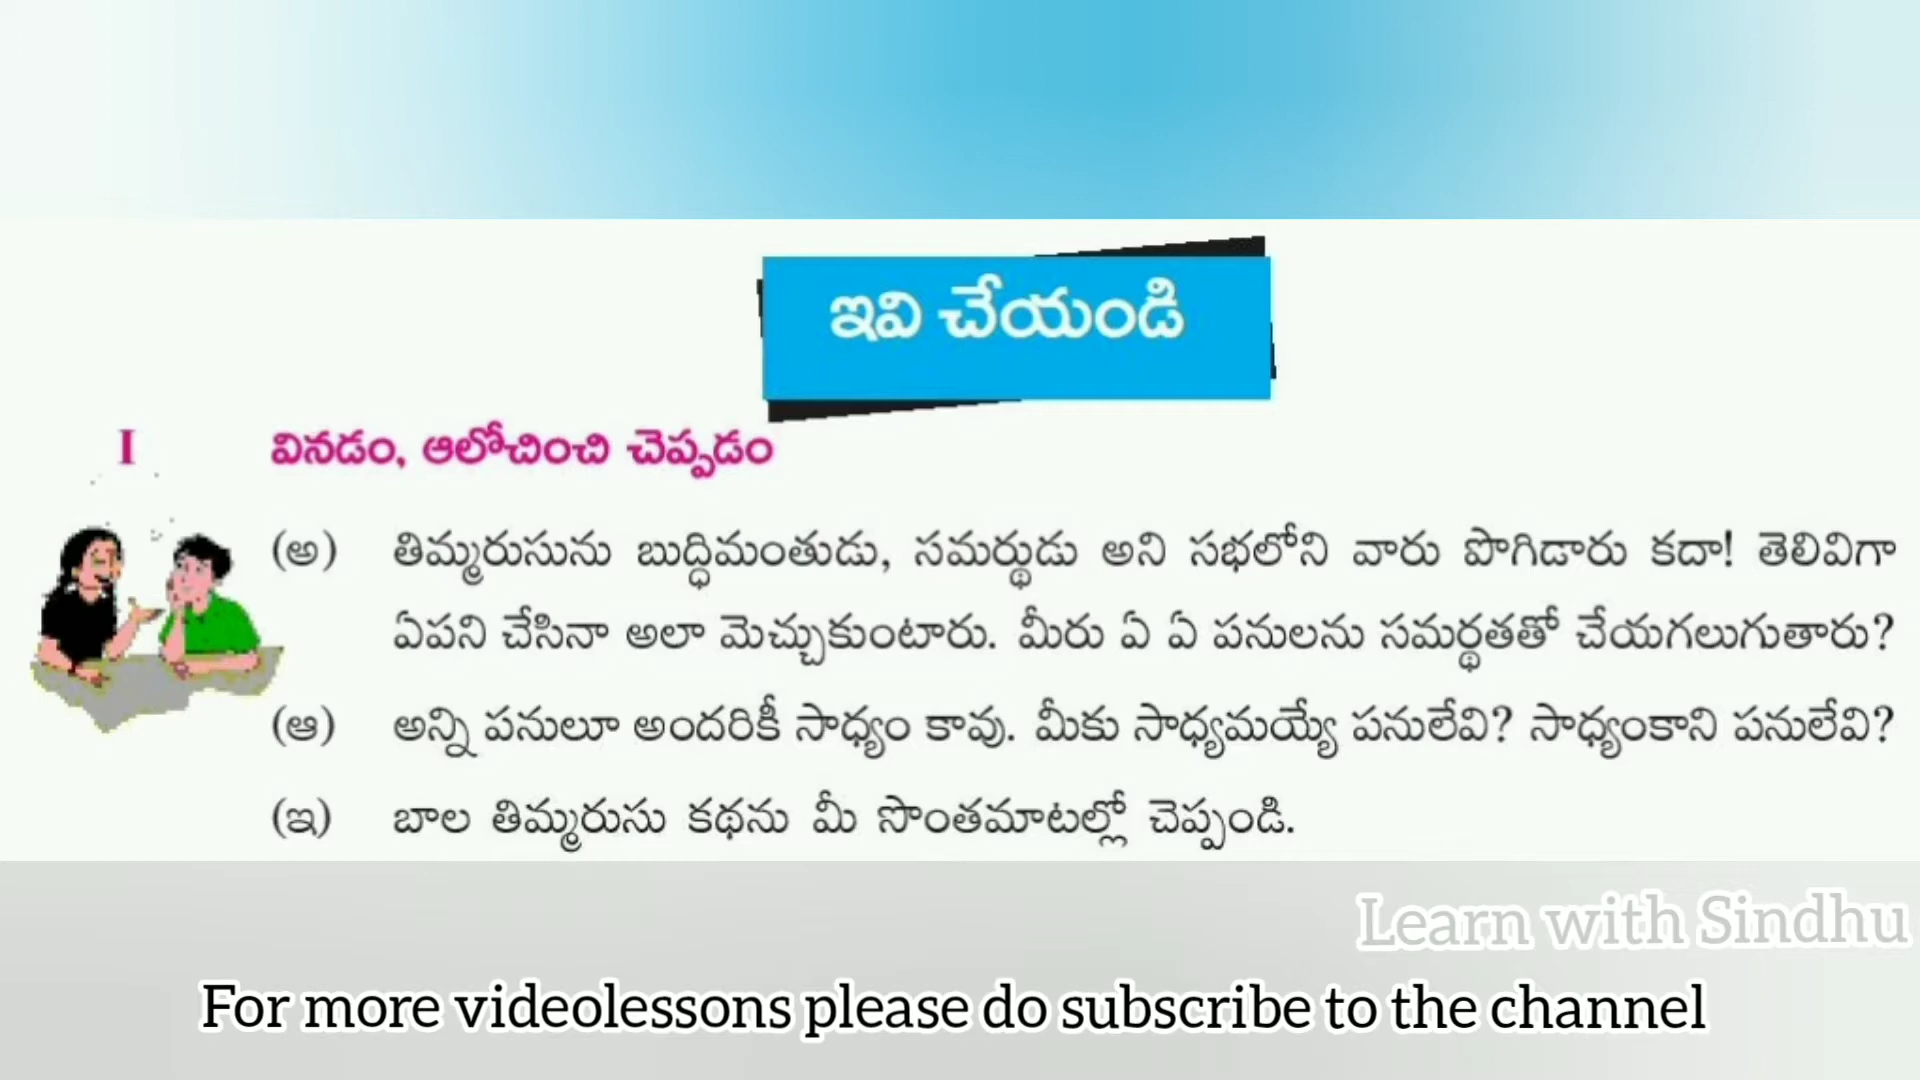 ఇవి చేయండి
I వినడం, ఆలోచించి చెప్పడం
(అ) తిమ్మరుసును బుద్ధిమంతుడు, సమర్థుడు అని సభలోని వారు పొగిడారు కదా! తెలివిగా
ఏపని చేసినా అలా మెచ్చుకుంటారు. మీరు ఏ ఏ పనులను సమర్థతతో చేయగలుగుతారు?
(ఆ) అన్ని పనులూ అందరికీ సాధ్యం కావు. మీకు సాధ్యమయ్యే పనులేవి? సాధ్యంకాని పనులేవి?
(ఇ) బాల తిమ్మరుసు కథను మీ సొంతమాటల్లో చెప్పండి.
Learn with Sindhu
For more videolessons please do subscribe to the channel